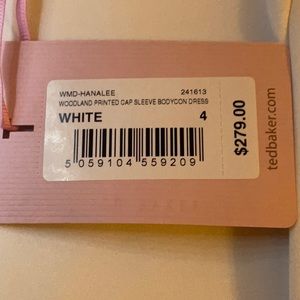 WMD-HANALEE 241613
WOODLAND PRINTED CAP SLEEVE BODYCON DRESS
WHITE 4
5 059104 559209
$279.00
tedbaker.com